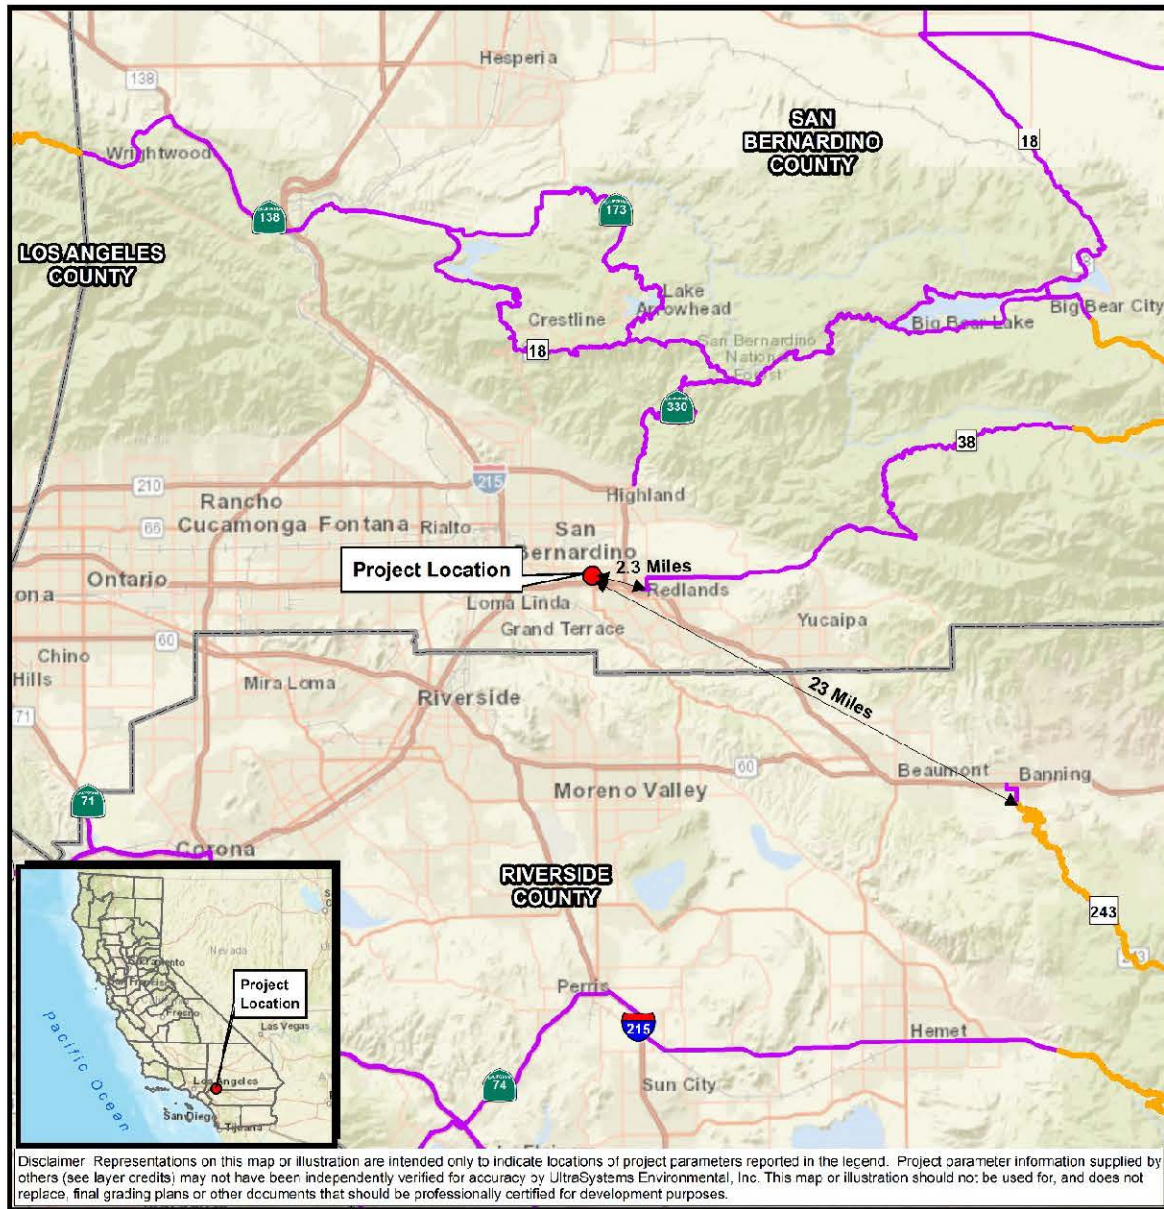 Hesperia
138
SAN
BERNARDINO
COUNTY
18
Wrightwood
138
173
LOS ANGELES
COUNTY
Lake
Arrowhead
Crestline
18
Big Bear City
Big Bear Lake
San Bernardino
National
Forest
330
38
215
210
Highland
Rancho
Cucamonga
Fontana
Rialto
66
San
Bernardino
Project Location
2.3 Miles
Ontario
ona
Redlands
Loma Linda
Grand Terrace
Yucaipa
60
Chino
Hills
Mira Loma
Riverside
23 Miles
71
60
Beaumont
Banning
Moreno Valley
71
Corona
RIVERSIDE
COUNTY
243
243
Perris
215
Hemet
74
Sun City
Nevada
Sacramento
San Francisco
Fresno
Project
Location
Las Vegas
Pacific Ocean
Los Angeles
San Diego
Tijuana
Disclaimer Representations on this map or illustration are intended only to indicate locations of project parameters reported in the legend. Project parameter information supplied by
others (see layer credits) may not have been independently verified for accuracy by UltraSystems Environmental, Inc. This map or illustration should not be used for, and does not
replace, final grading plans or other documents that should be professionally certified for development purposes.